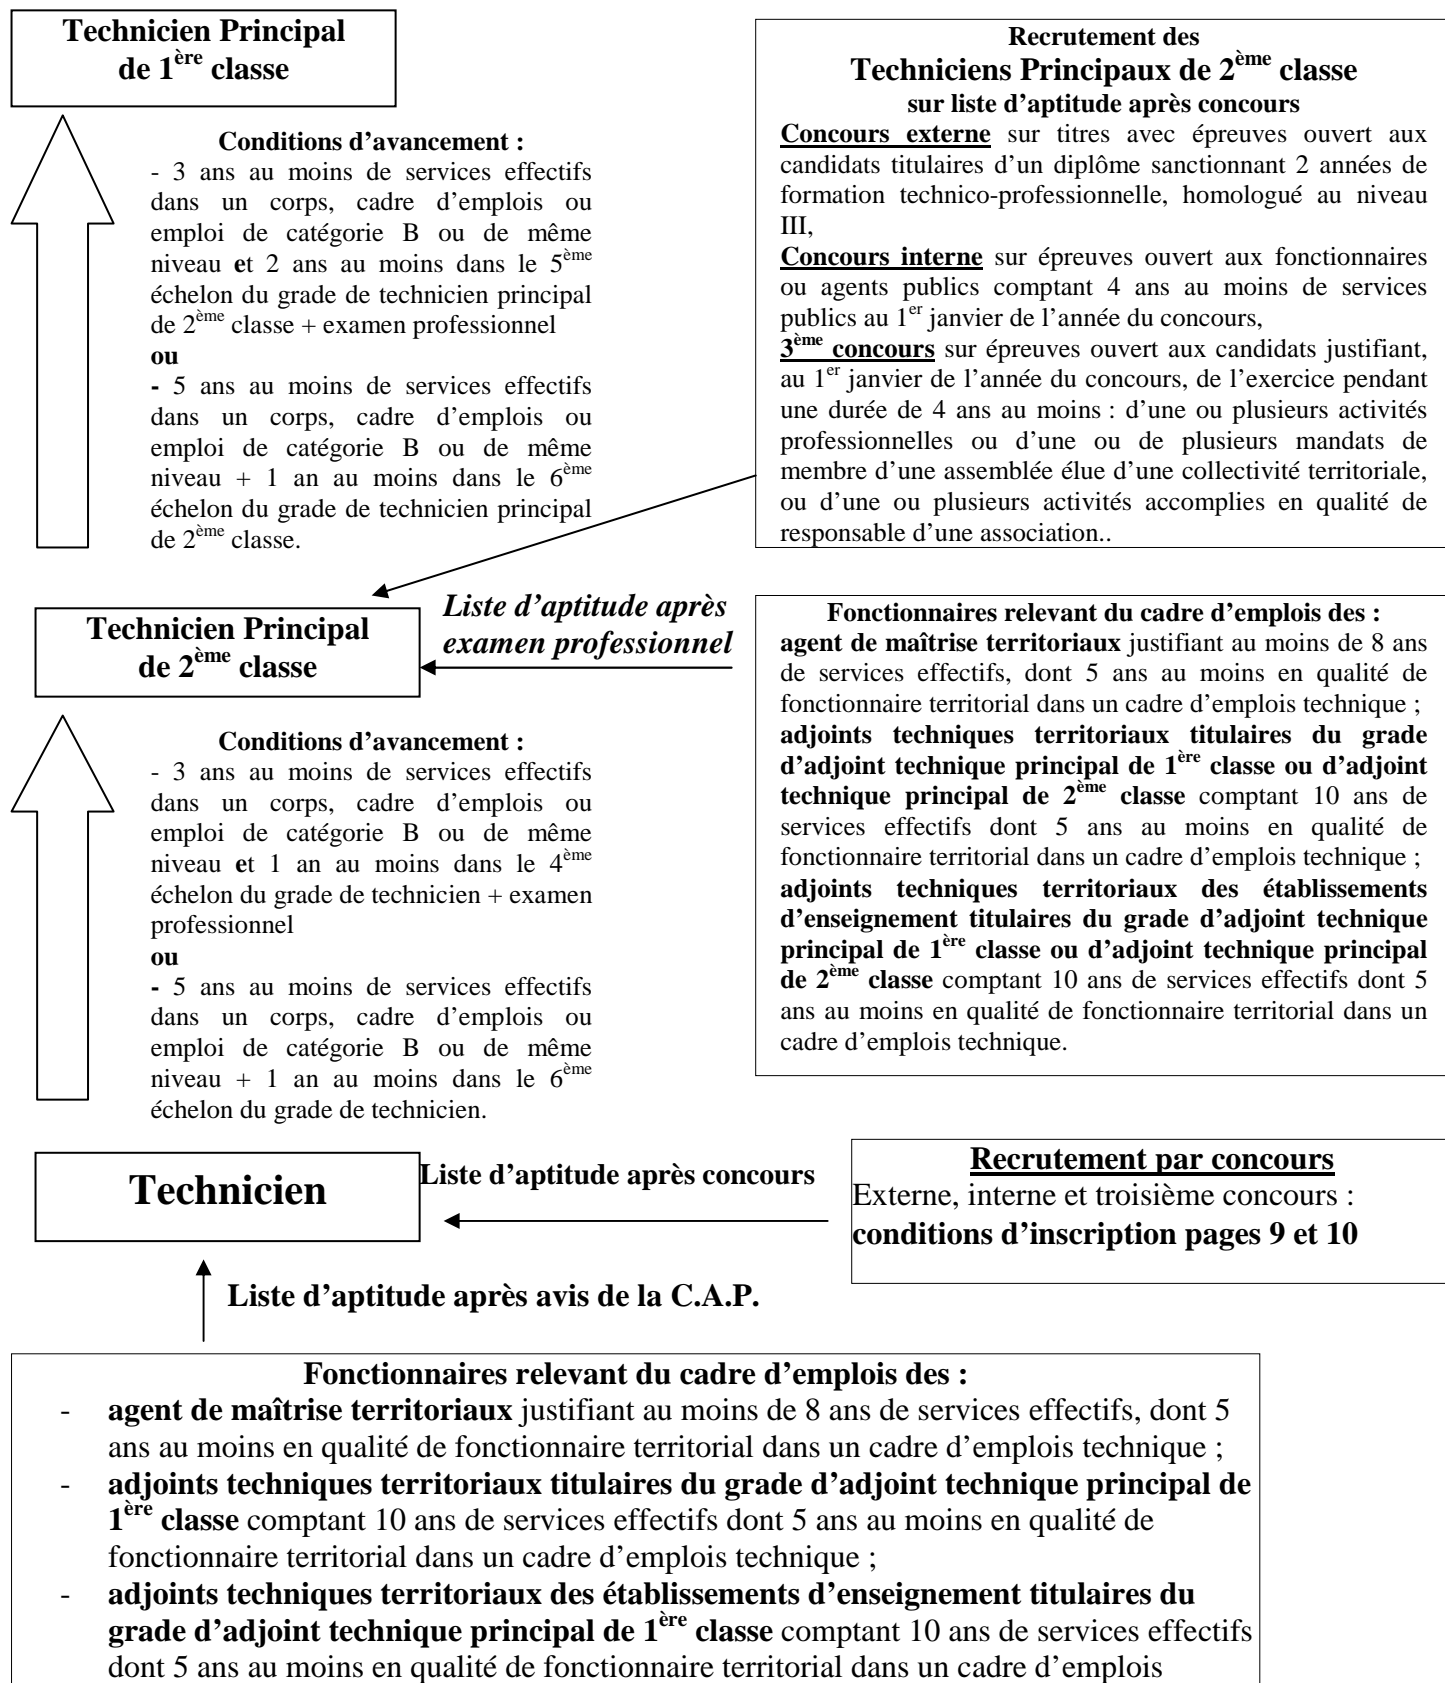 Technicien Principal
de 1ère classe
Conditions d’avancement :
- 3 ans au moins de services effectifs
dans un corps, cadre d’emplois ou
emploi de catégorie B ou de même
niveau et 2 ans au moins dans le 5ème
échelon du grade de technicien principal
de 2ème classe + examen professionnel
ou
- 5 ans au moins de services effectifs
dans un corps, cadre d’emplois ou
emploi de catégorie B ou de même
niveau + 1 an au moins dans le 6ème
échelon du grade de technicien principal
de 2ème classe.
Recrutement des
Techniciens Principaux de 2ème classe
sur liste d’aptitude après concours
Concours externe sur titres avec épreuves ouvert aux
candidats titulaires d’un diplôme sanctionnant 2 années de
formation technico-professionnelle, homologué au niveau
III,
Concours interne sur épreuves ouvert aux fonctionnaires
ou agents publics comptant 4 ans au moins de services
publics au 1er janvier de l’année du concours,
3ème concours sur épreuves ouvert aux candidats justifiant,
au 1er janvier de l’année du concours, de l’exercice pendant
une durée de 4 ans au moins : d’une ou plusieurs activités
professionnelles ou d’une ou de plusieurs mandats de
membre d’une assemblée élue d’une collectivité territoriale,
ou d’une ou plusieurs activités accomplies en qualité de
responsable d’une association..
Technicien Principal
de 2ème classe
Liste d’aptitude après
examen professionnel
Fonctionnaires relevant du cadre d’emplois des :
agent de maîtrise territoriaux justifiant au moins de 8 ans
de services effectifs, dont 5 ans au moins en qualité de
fonctionnaire territorial dans un cadre d’emplois technique ;
adjoints techniques territoriaux titulaires du grade
d’adjoint technique principal de 1ère classe ou d’adjoint
technique principal de 2ème classe comptant 10 ans de
services effectifs dont 5 ans au moins en qualité de
fonctionnaire territorial dans un cadre d’emplois technique ;
adjoints techniques territoriaux des établissements
d’enseignement titulaires du grade d’adjoint technique
principal de 1ère classe ou d’adjoint technique principal
de 2ème classe comptant 10 ans de services effectifs dont 5
ans au moins en qualité de fonctionnaire territorial dans un
cadre d’emplois technique.
Conditions d’avancement :
- 3 ans au moins de services effectifs
dans un corps, cadre d’emplois ou
emploi de catégorie B ou de même
niveau et 1 an au moins dans le 4ème
échelon du grade de technicien + examen
professionnel
ou
- 5 ans au moins de services effectifs
dans un corps, cadre d’emplois ou
emploi de catégorie B ou de même
niveau + 1 an au moins dans le 6ème
échelon du grade de technicien.
Technicien
Liste d’aptitude après concours
Recrutement par concours
Externe, interne et troisième concours :
conditions d’inscription pages 9 et 10
Liste d’aptitude après avis de la C.A.P.
Fonctionnaires relevant du cadre d’emplois des :
- agent de maîtrise territoriaux justifiant au moins de 8 ans de services effectifs, dont 5
ans au moins en qualité de fonctionnaire territorial dans un cadre d’emplois technique ;
- adjoints techniques territoriaux titulaires du grade d’adjoint technique principal de
1ère classe comptant 10 ans de services effectifs dont 5 ans au moins en qualité de
fonctionnaire territorial dans un cadre d’emplois technique ;
- adjoints techniques territoriaux des établissements d’enseignement titulaires du
grade d’adjoint technique principal de 1ère classe comptant 10 ans de services effectifs
dont 5 ans au moins en qualité de fonctionnaire territorial dans un cadre d’emplois